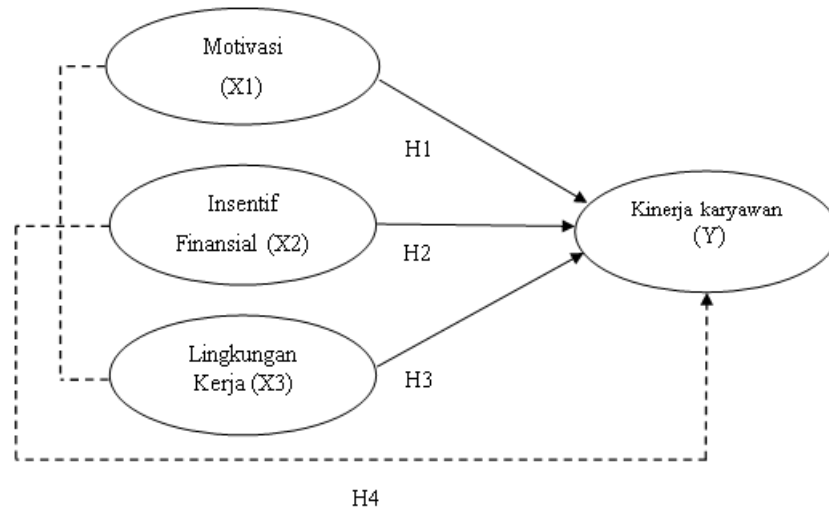 Motivasi
(X1)
H1
Insentif
Finansial (X2)
H2
Kinerja karyawan
(Y)
Lingkungan
Kerja (X3)
H3
H4